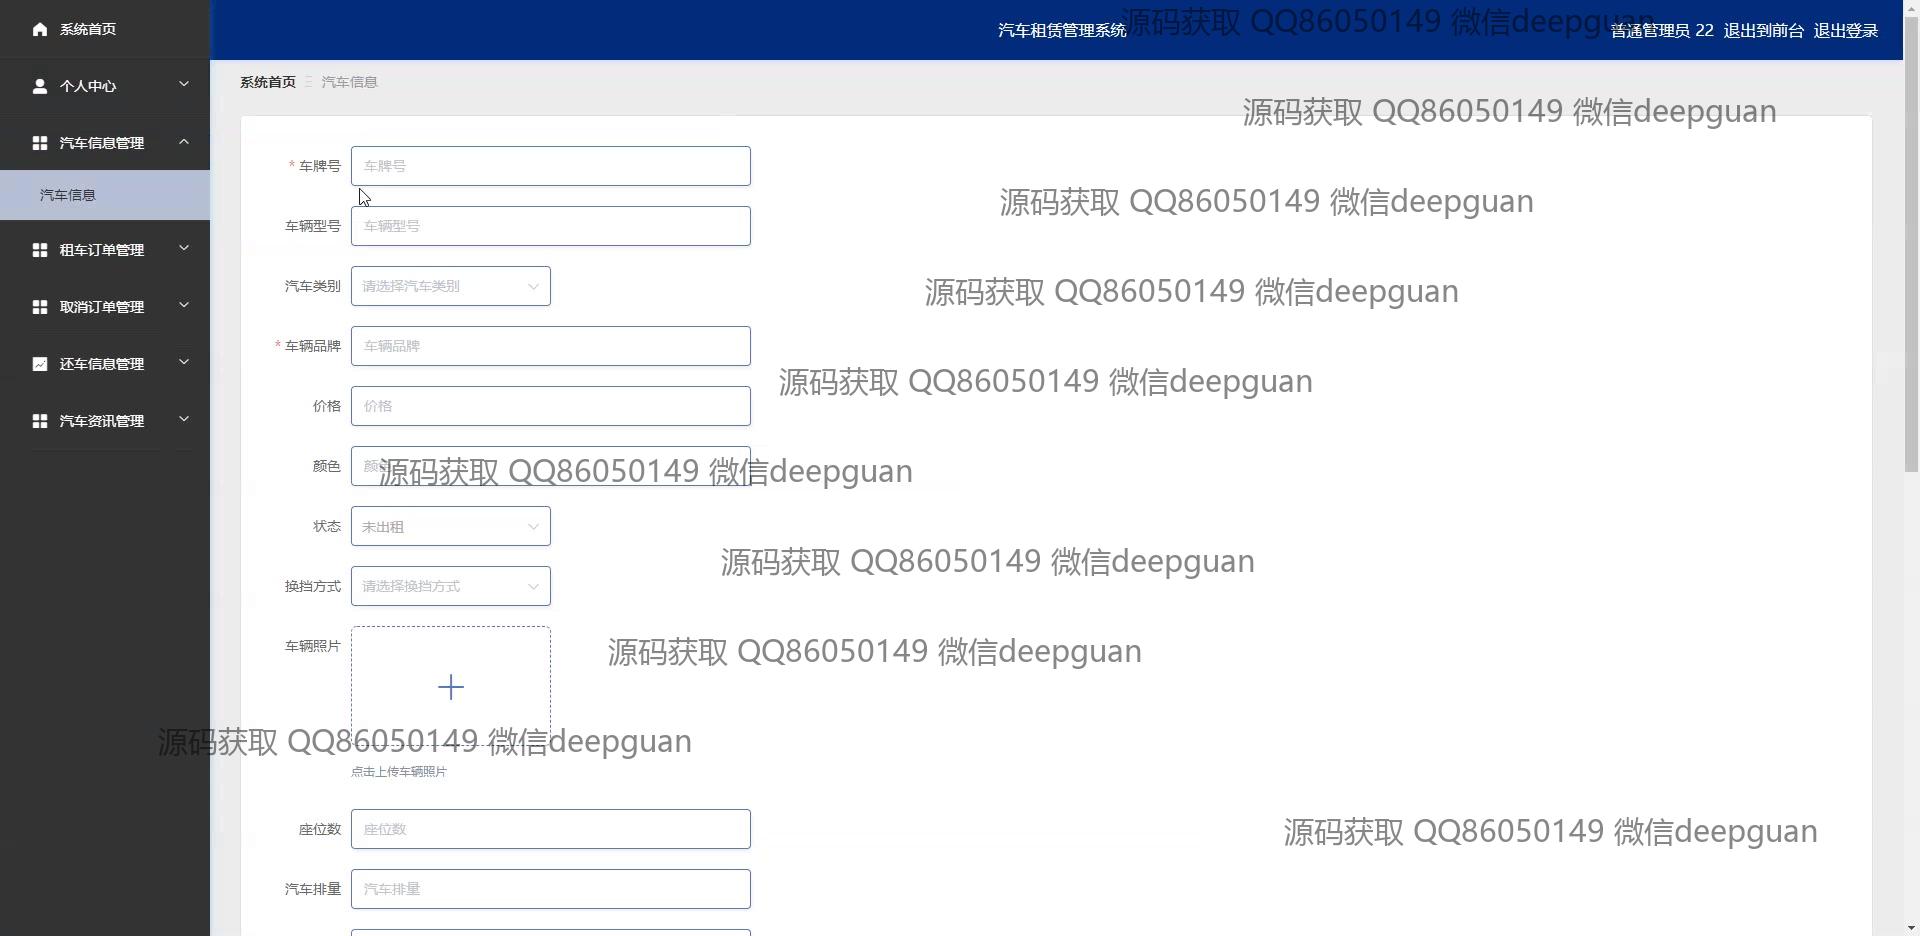 系统首页
个人中心
汽车信息管理
汽车信息
租车订单管理
取消订单管理
还车信息管理
汽车资讯管理
汽车租赁管理系统
普通管理员 22 退出到前台 退出登录
源码获取 QQ86050149 微信deepguan
系统首页 汽车信息
源码获取 QQ86050149 微信deepguan
* 车牌号 车牌号
源码获取 QQ86050149 微信deepguan
车辆型号 车辆型号
汽车类别 请选择汽车类别
源码获取 QQ86050149 微信deepguan
* 车辆品牌 车辆品牌
源码获取 QQ86050149 微信deepguan
价格 价格
颜色 颜色
源码获取 QQ86050149 微信deepguan
状态 未出租
源码获取 QQ86050149 微信deepguan
换挡方式 请选择换挡方式
车辆照片
源码获取 QQ86050149 微信deepguan
源码获取 QQ86050149 微信deepguan
点击上传车辆照片
座位数 座位数
源码获取 QQ86050149 微信deepguan
汽车排量 汽车排量